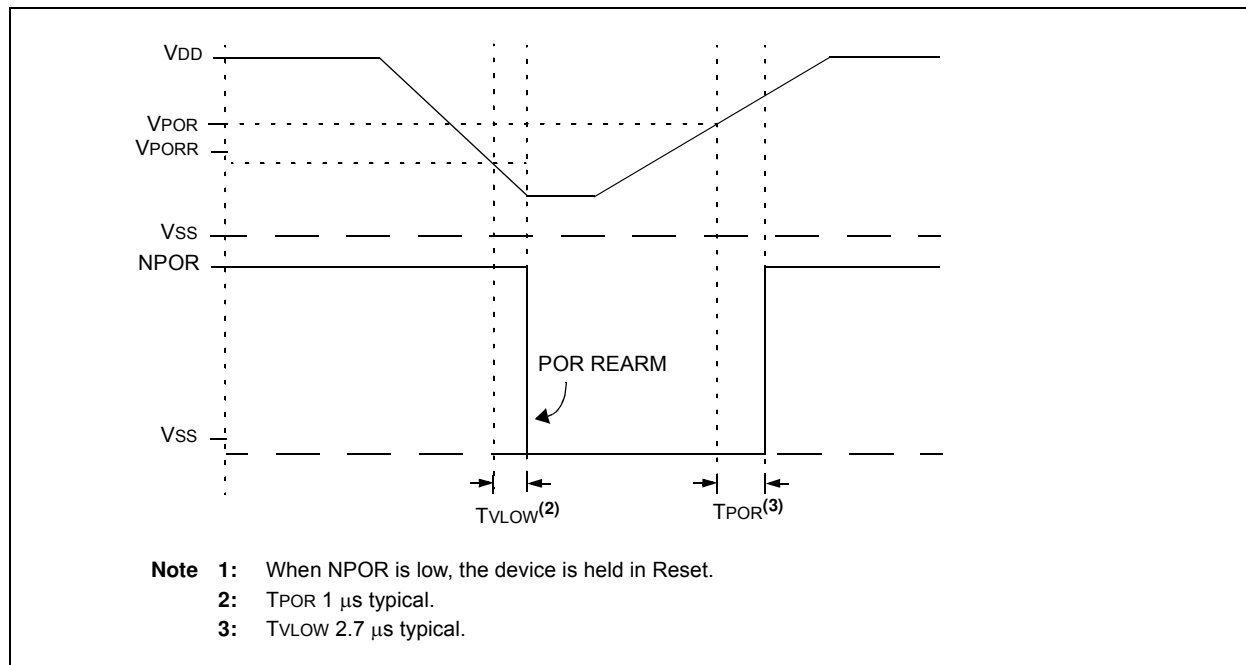 VDD
VPOR
VPORR
VSS
NPOR
POR REARM
VSS
TVLOW(2)
TPOR(3)
Note 1: When NPOR is low, the device is held in Reset.
2: TPOR 1 μs typical.
3: TVLOW 2.7 μs typical.